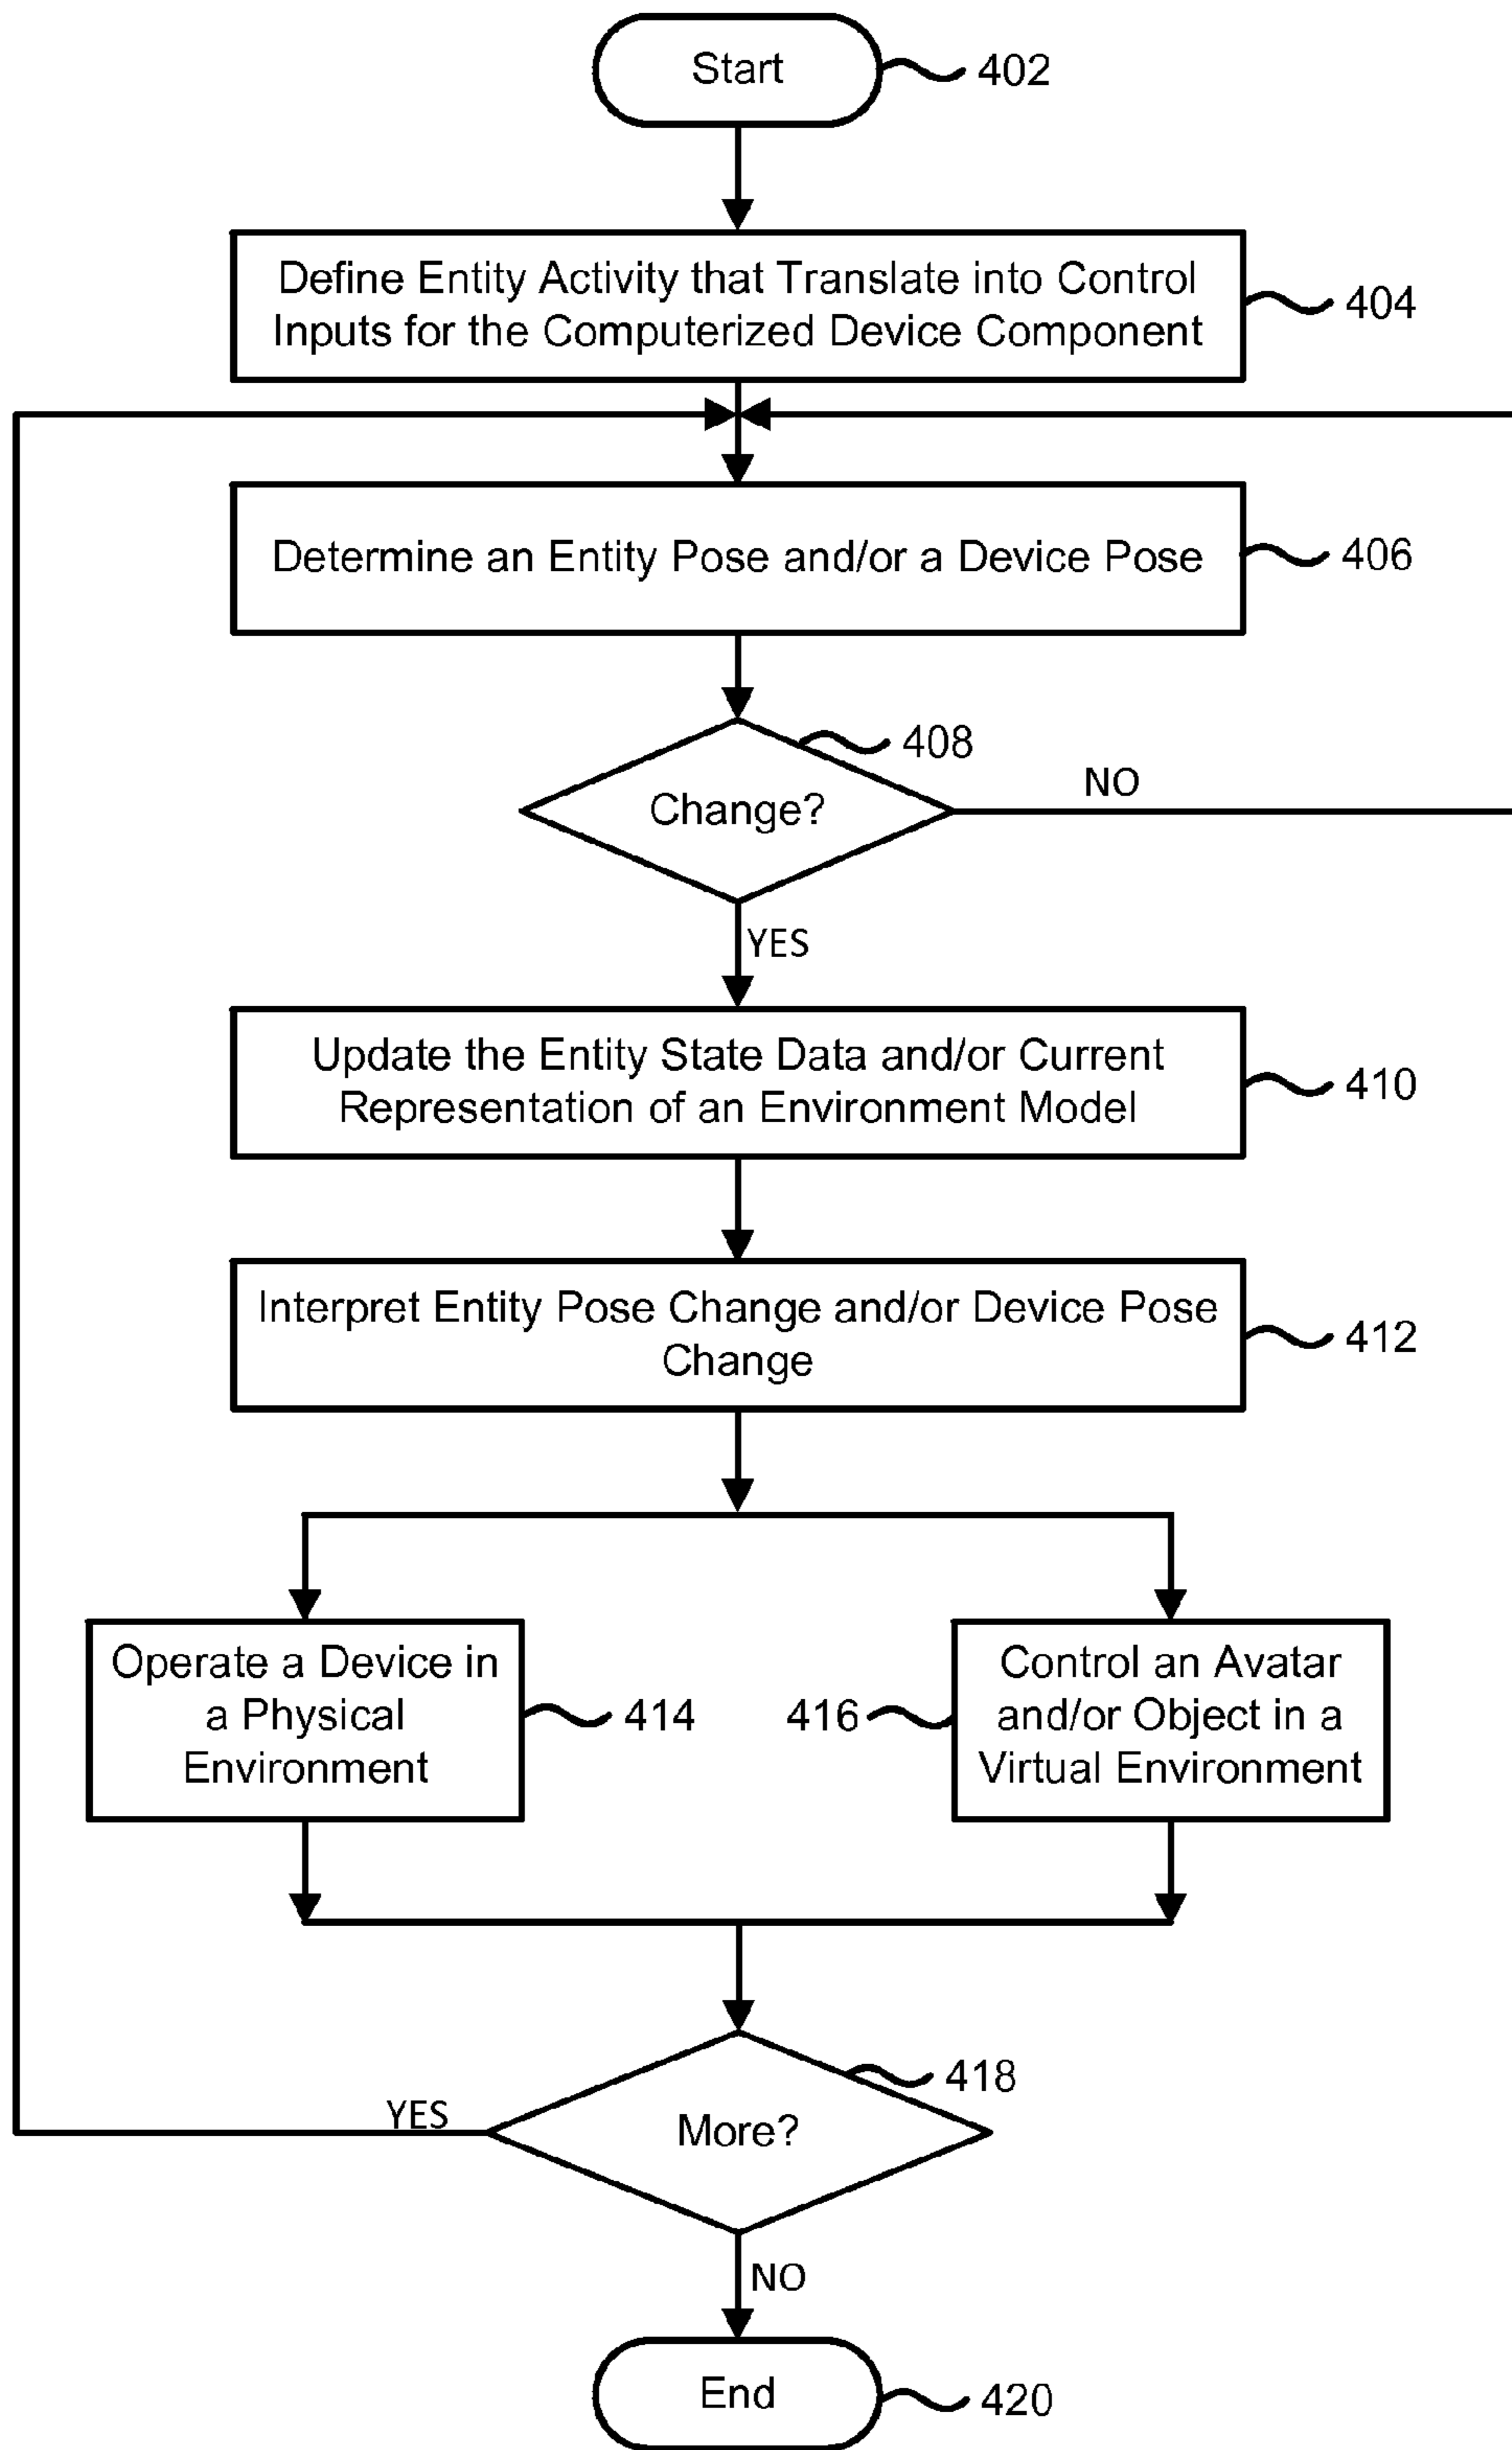 Start
402
Define Entity Activity that Translate into Control
Inputs for the Computerized Device Component
404
Determine an Entity Pose and/or a Device Pose
406
408
Change?
NO
YES
Update the Entity State Data and/or Current
Representation of an Environment Model
410
Interpret Entity Pose Change and/or Device Pose
Change
412
Operate a Device in
a Physical
Environment
414
416
Control an Avatar
and/or Object in a
Virtual Environment
418
More?
YES
NO
End
420